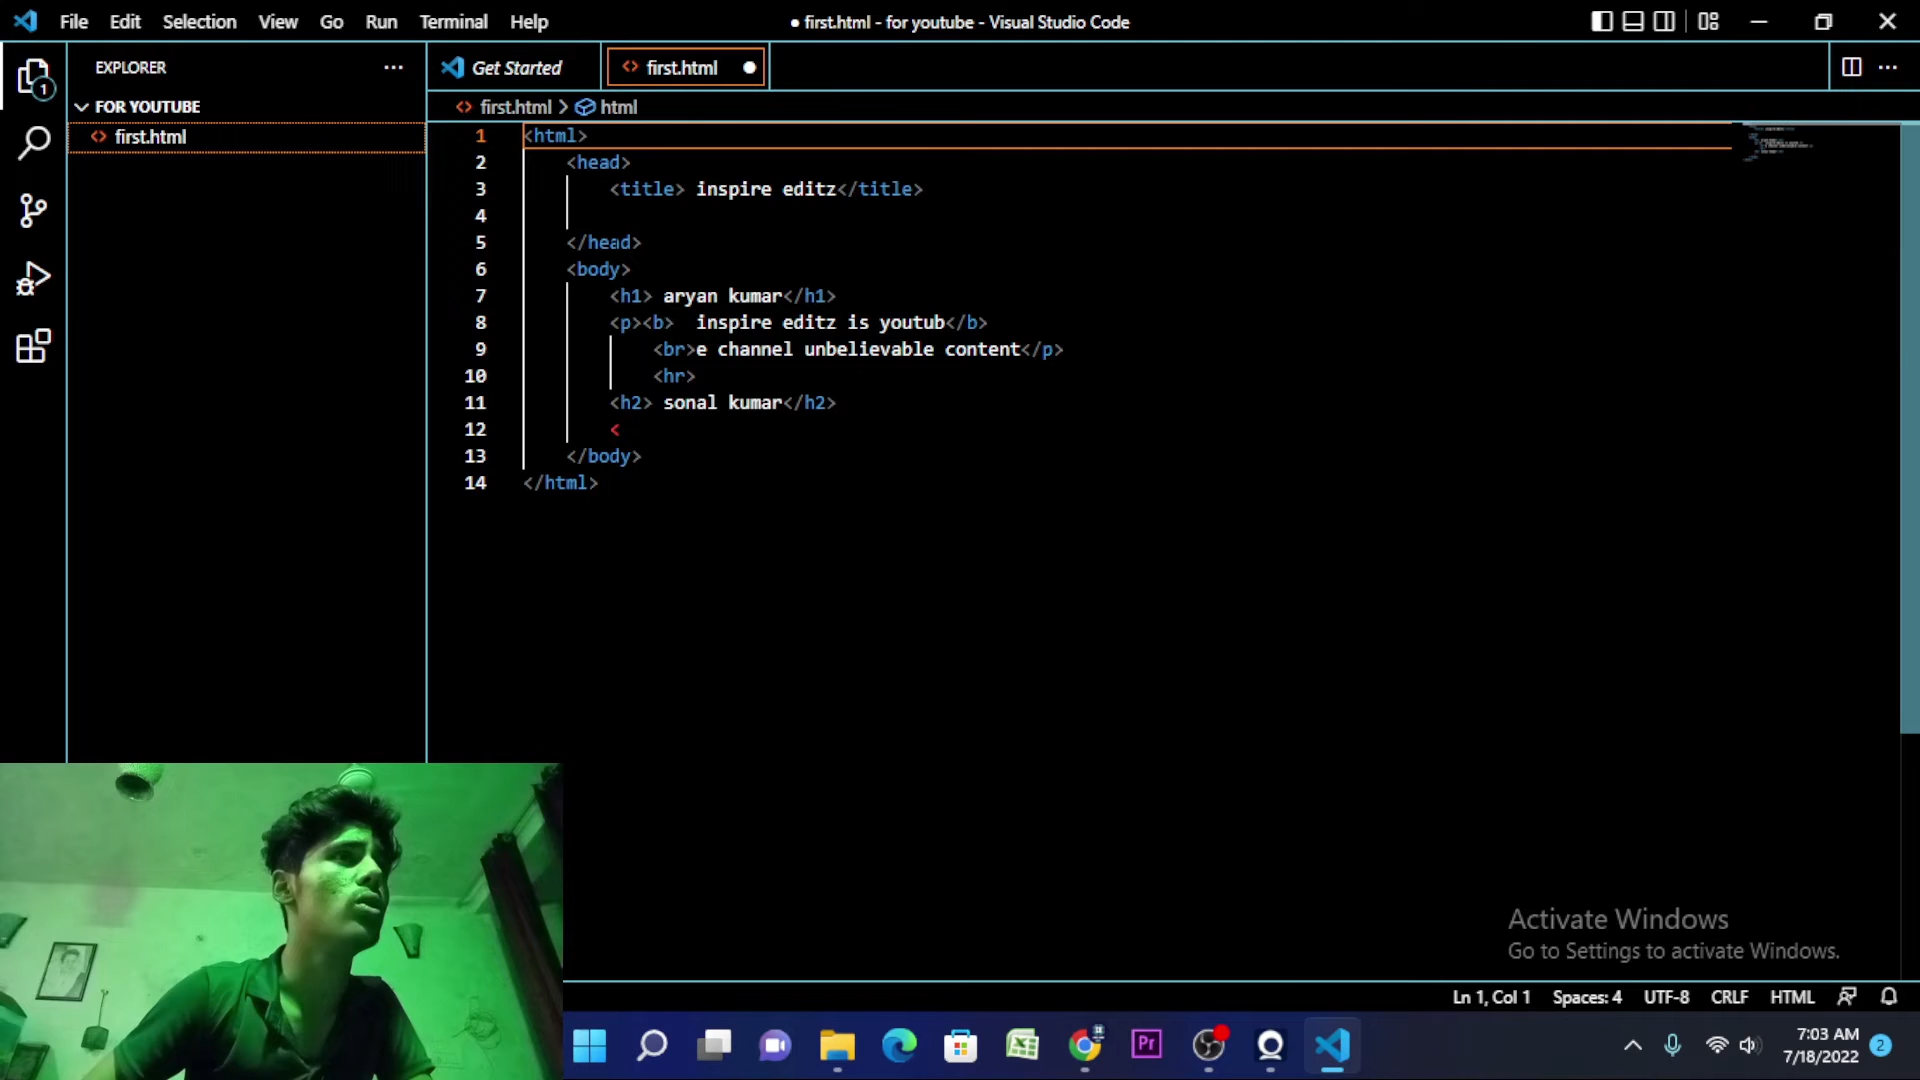 File Edit Selection View Go Run Terminal Help
● first.html - for youtube - Visual Studio Code
EXPLORER
Get Started
first.html
1
FOR YOUTUBE
first.html > html
first.html
1 <html>
2 <head>
3 <title> inspire editz</title>
4
5 </head>
6 <body>
7 <h1> aryan kumar</h1>
8 <p><b>  inspire editz is youtub</b>
9 <br>e channel unbelievable content</p>
10 <hr>
11 <h2> sonal kumar</h2>
12 <
13 </body>
14 </html>
Activate Windows
Go to Settings to activate Windows.
Ln 1, Col 1 Spaces: 4 UTF-8 CRLF HTML
Pr
7:03 AM
7/18/2022
2